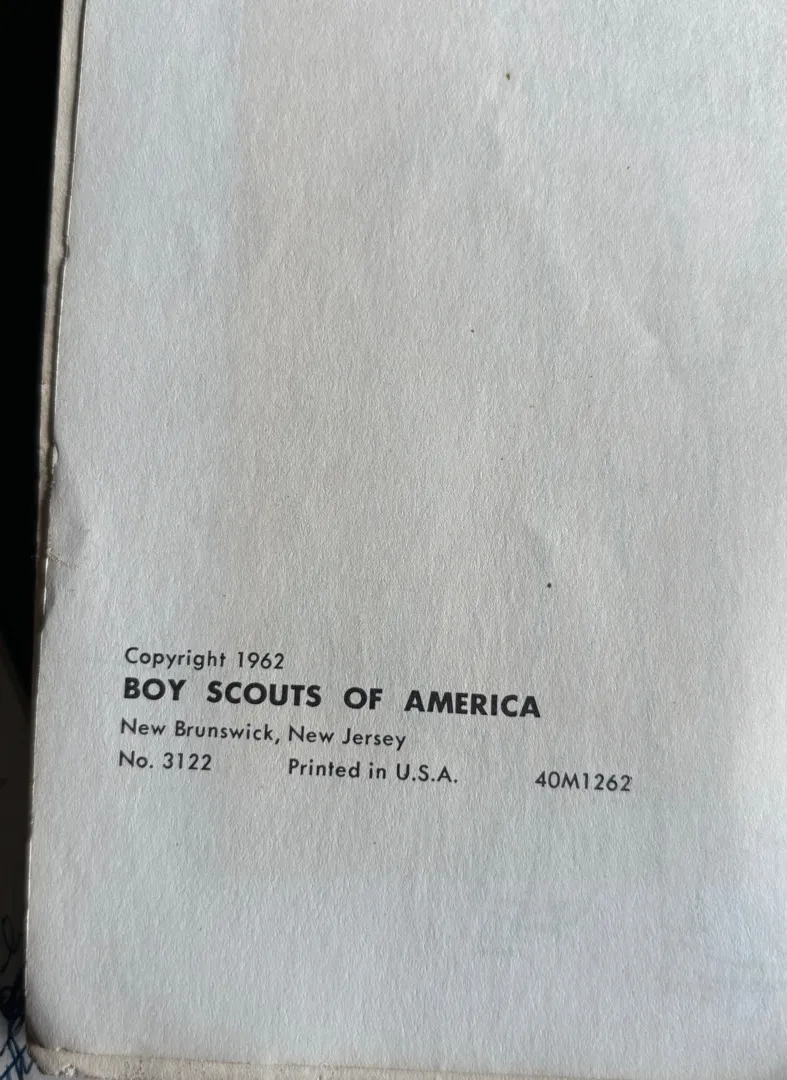 Copyright 1962
BOY SCOUTS OF AMERICA
New Brunswick, New Jersey
No. 3122 Printed in U.S.A. 40M1262